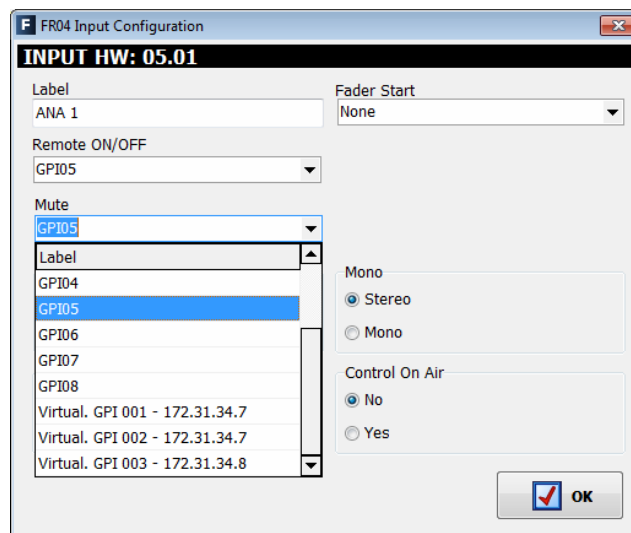 F FR04 Input Configuration
INPUT HW: 05.01
Label
ANA 1
Fader Start
None
Remote ON/OFF
GPI05
Mute
GPI05
Label
GPI04
GPI05
GPI06
GPI07
GPI08
Virtual. GPI 001 - 172.31.34.7
Virtual. GPI 002 - 172.31.34.7
Virtual. GPI 003 - 172.31.34.8
Mono
Stereo
Mono
Control On Air
No
Yes
OK